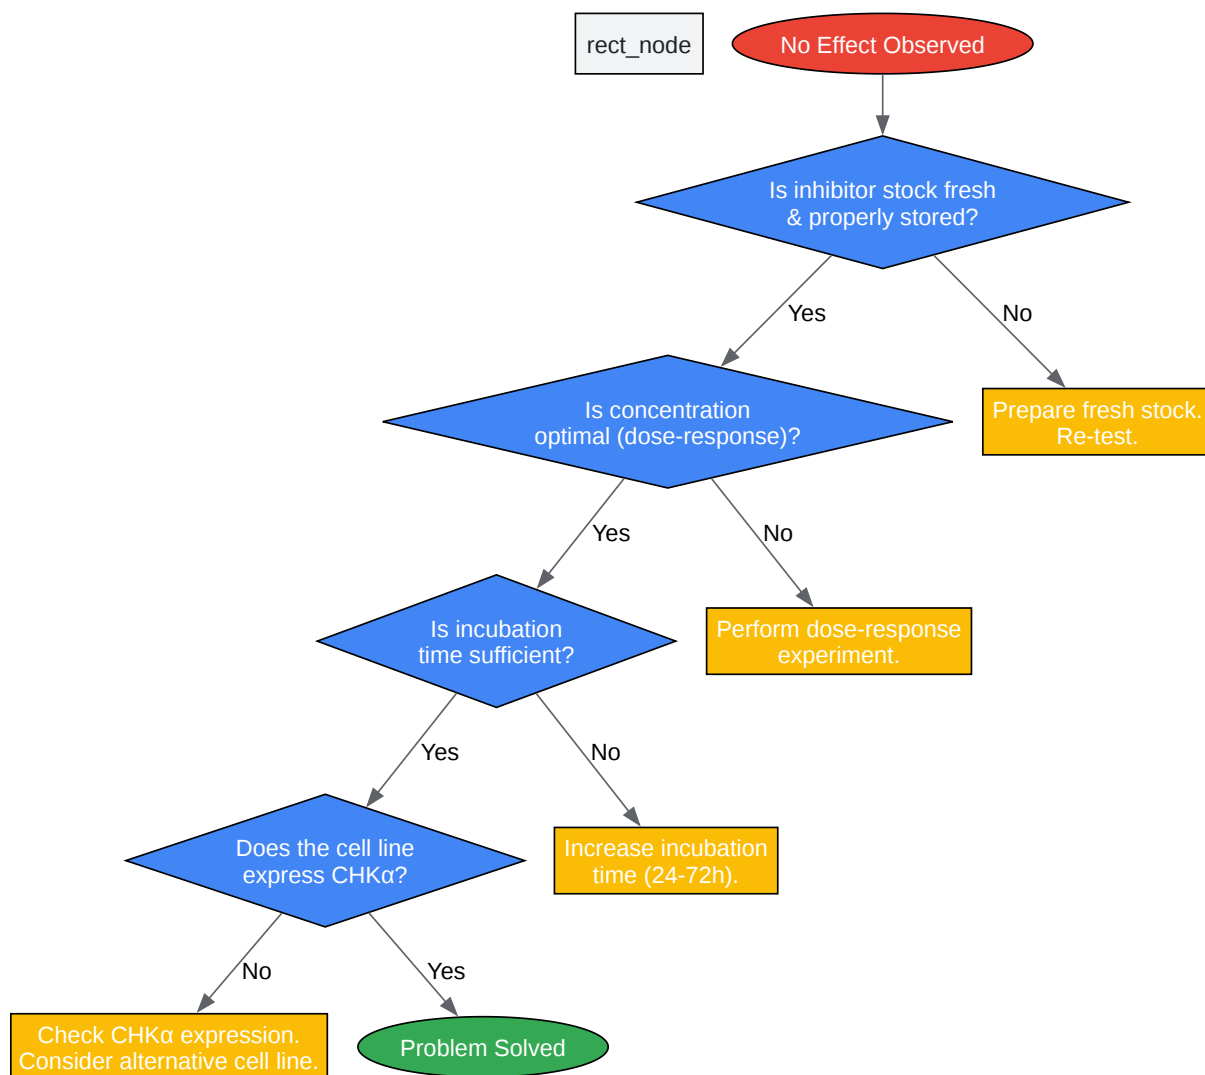 rect_node
No Effect Observed
Is inhibitor stock fresh
& properly stored?
Yes
No
Is concentration
optimal (dose-response)?
Prepare fresh stock.
Re-test.
Yes
No
Is incubation
time sufficient?
Perform dose-response
experiment.
Yes
No
Does the cell line
express CHKα?
Increase incubation
time (24-72h).
No
Yes
Check CHKα expression.
Consider alternative cell line.
Problem Solved